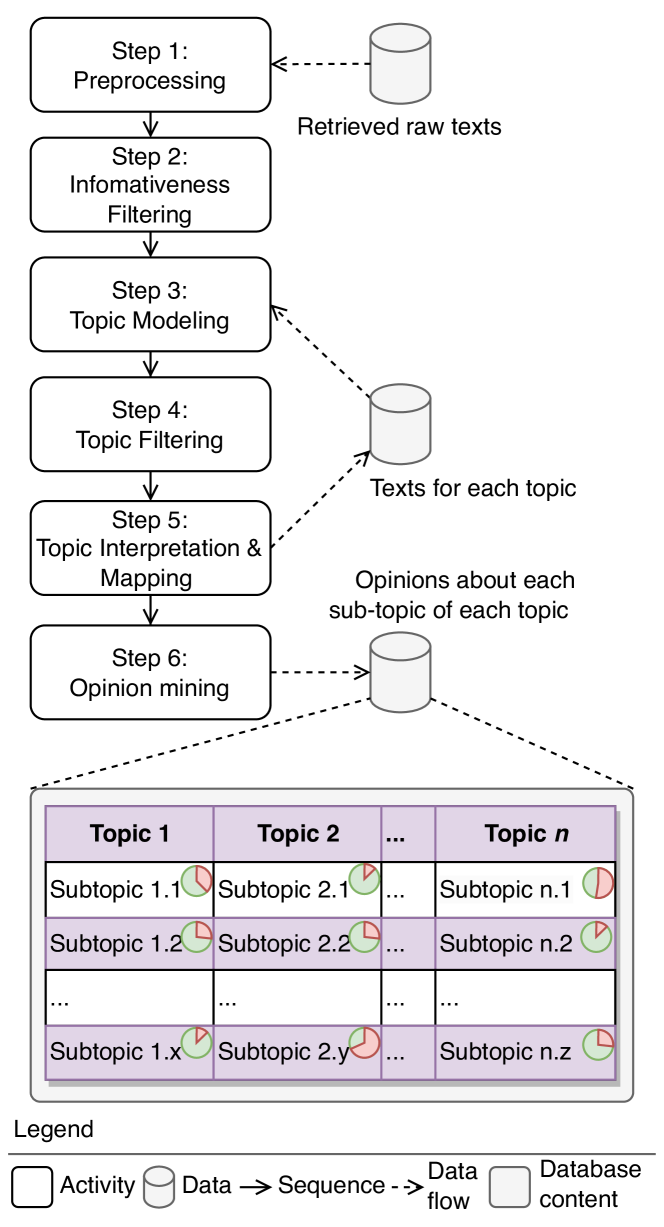 Step 1:
Preprocessing
Retrieved raw texts
Step 2:
Infomativeness
Filtering
Step 3:
Topic Modeling
Step 4:
Topic Filtering
Texts for each topic
Step 5:
Topic Interpretation &
Mapping
Opinions about each
sub-topic of each topic
Step 6:
Opinion mining
Topic 1 Topic 2 ... Topic n
Subtopic 1.1 Subtopic 2.1 ... Subtopic n.1
Subtopic 1.2 Subtopic 2.2 ... Subtopic n.2
... ... ... ...
Subtopic 1.x Subtopic 2.y ... Subtopic n.z
Legend
Activity Data Sequence Data
flow
Database
content